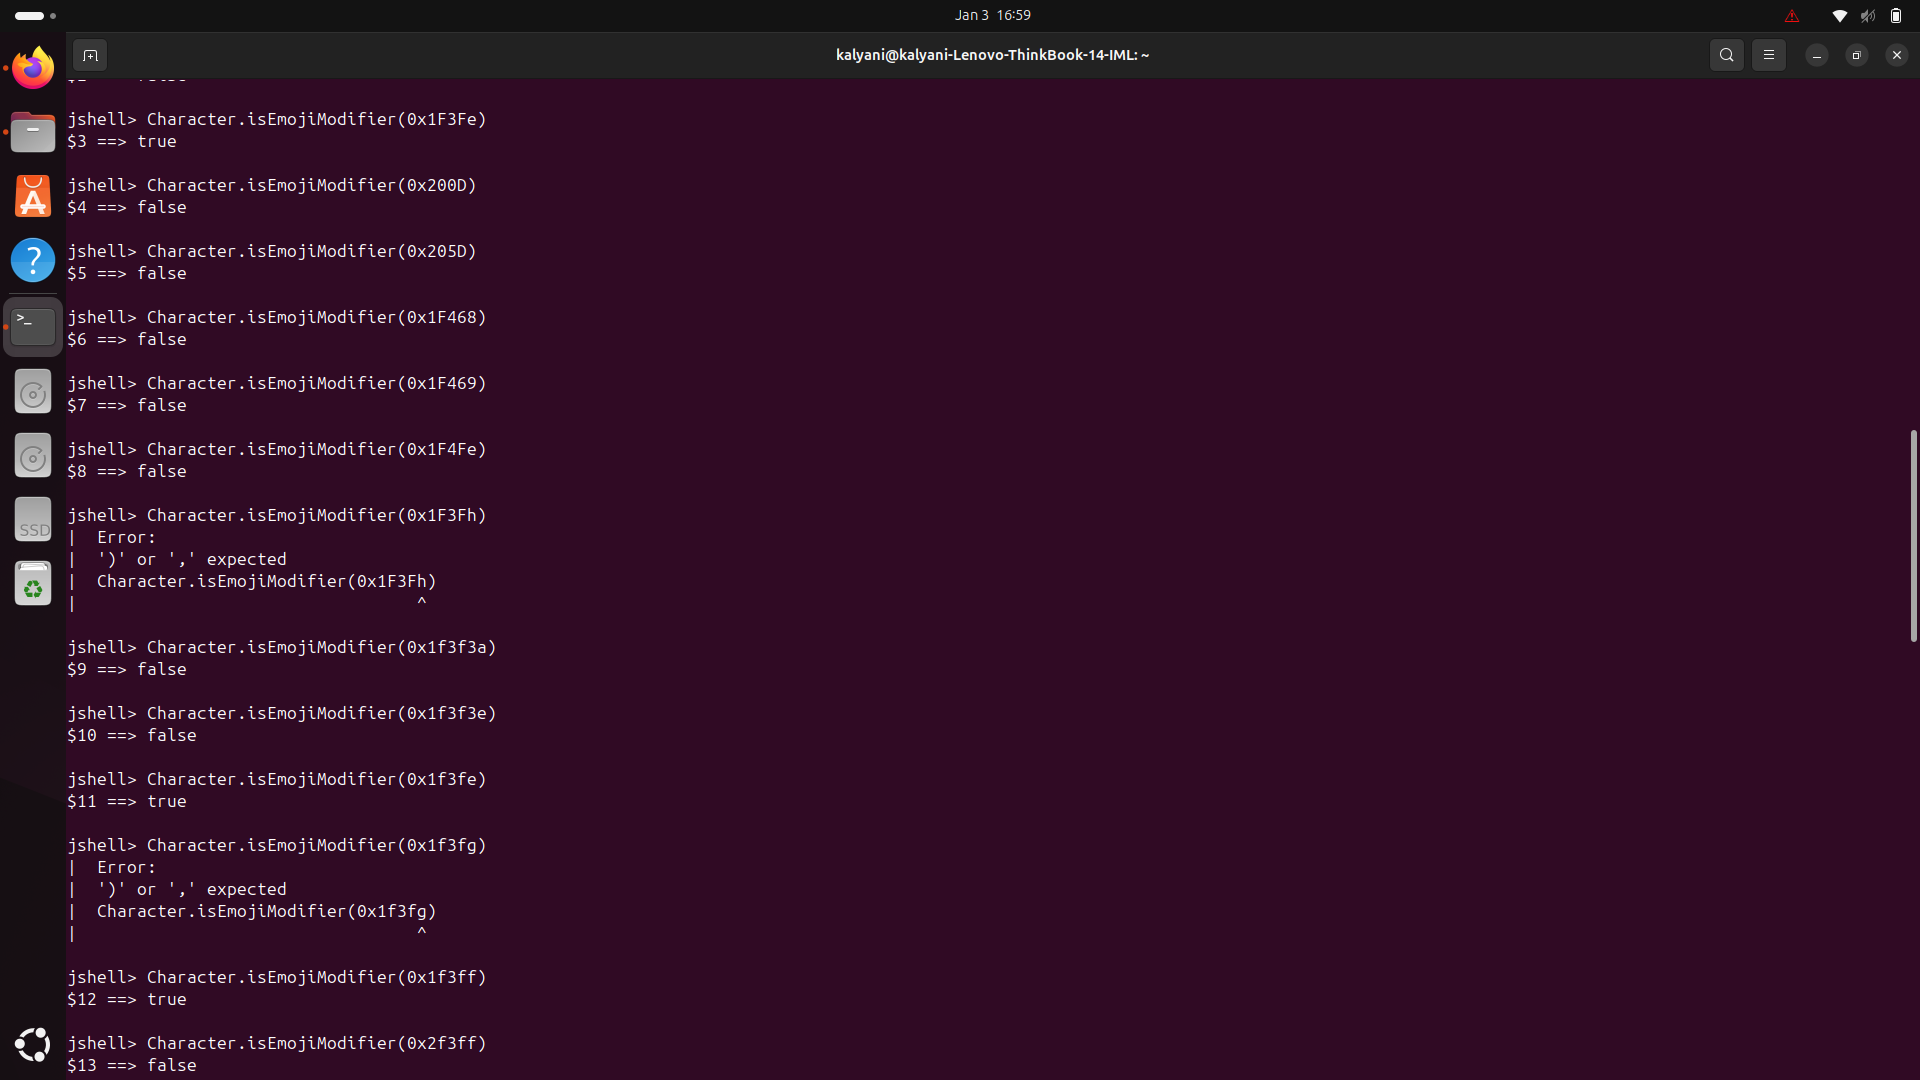 Jan 3 16:59
kalyani@kalyani-Lenovo-ThinkBook-14-IML: ~
jshell> Character.isEmojiModifier(0x1F3Fe)
$3 ==> true
jshell> Character.isEmojiModifier(0x200D)
$4 ==> false
jshell> Character.isEmojiModifier(0x205D)
$5 ==> false
jshell> Character.isEmojiModifier(0x1F468)
$6 ==> false
jshell> Character.isEmojiModifier(0x1F469)
$7 ==> false
jshell> Character.isEmojiModifier(0x1F4Fe)
$8 ==> false
jshell> Character.isEmojiModifier(0x1F3Fh)
|  Error:
|  ')' or ',' expected
|  Character.isEmojiModifier(0x1F3Fh)
|                                  ^
jshell> Character.isEmojiModifier(0x1f3f3a)
$9 ==> false
jshell> Character.isEmojiModifier(0x1f3f3e)
$10 ==> false
jshell> Character.isEmojiModifier(0x1f3fe)
$11 ==> true
jshell> Character.isEmojiModifier(0x1f3fg)
|  Error:
|  ')' or ',' expected
|  Character.isEmojiModifier(0x1f3fg)
|                                  ^
jshell> Character.isEmojiModifier(0x1f3ff)
$12 ==> true
jshell> Character.isEmojiModifier(0x2f3ff)
$13 ==> false
SSD